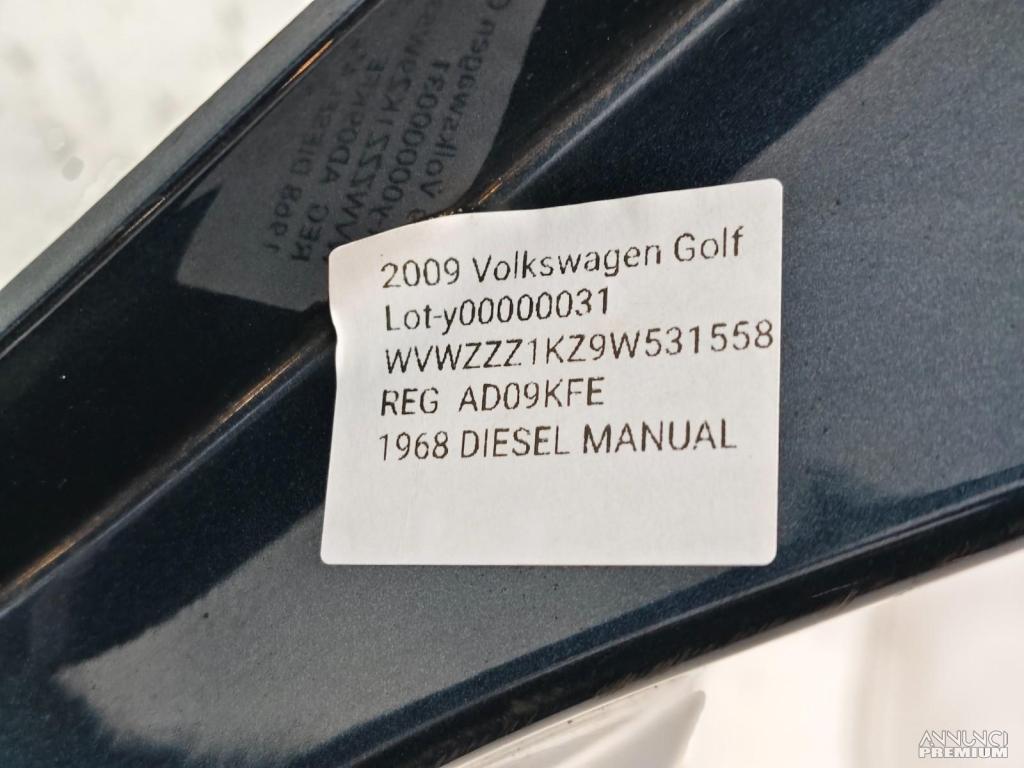 2009 Volkswagen Golf
Lot-y00000031
WVWZZZ1KZ9W531558
REG AD09KFE
1968 DIESEL MANUAL
ANNUNCI
PREMIUM